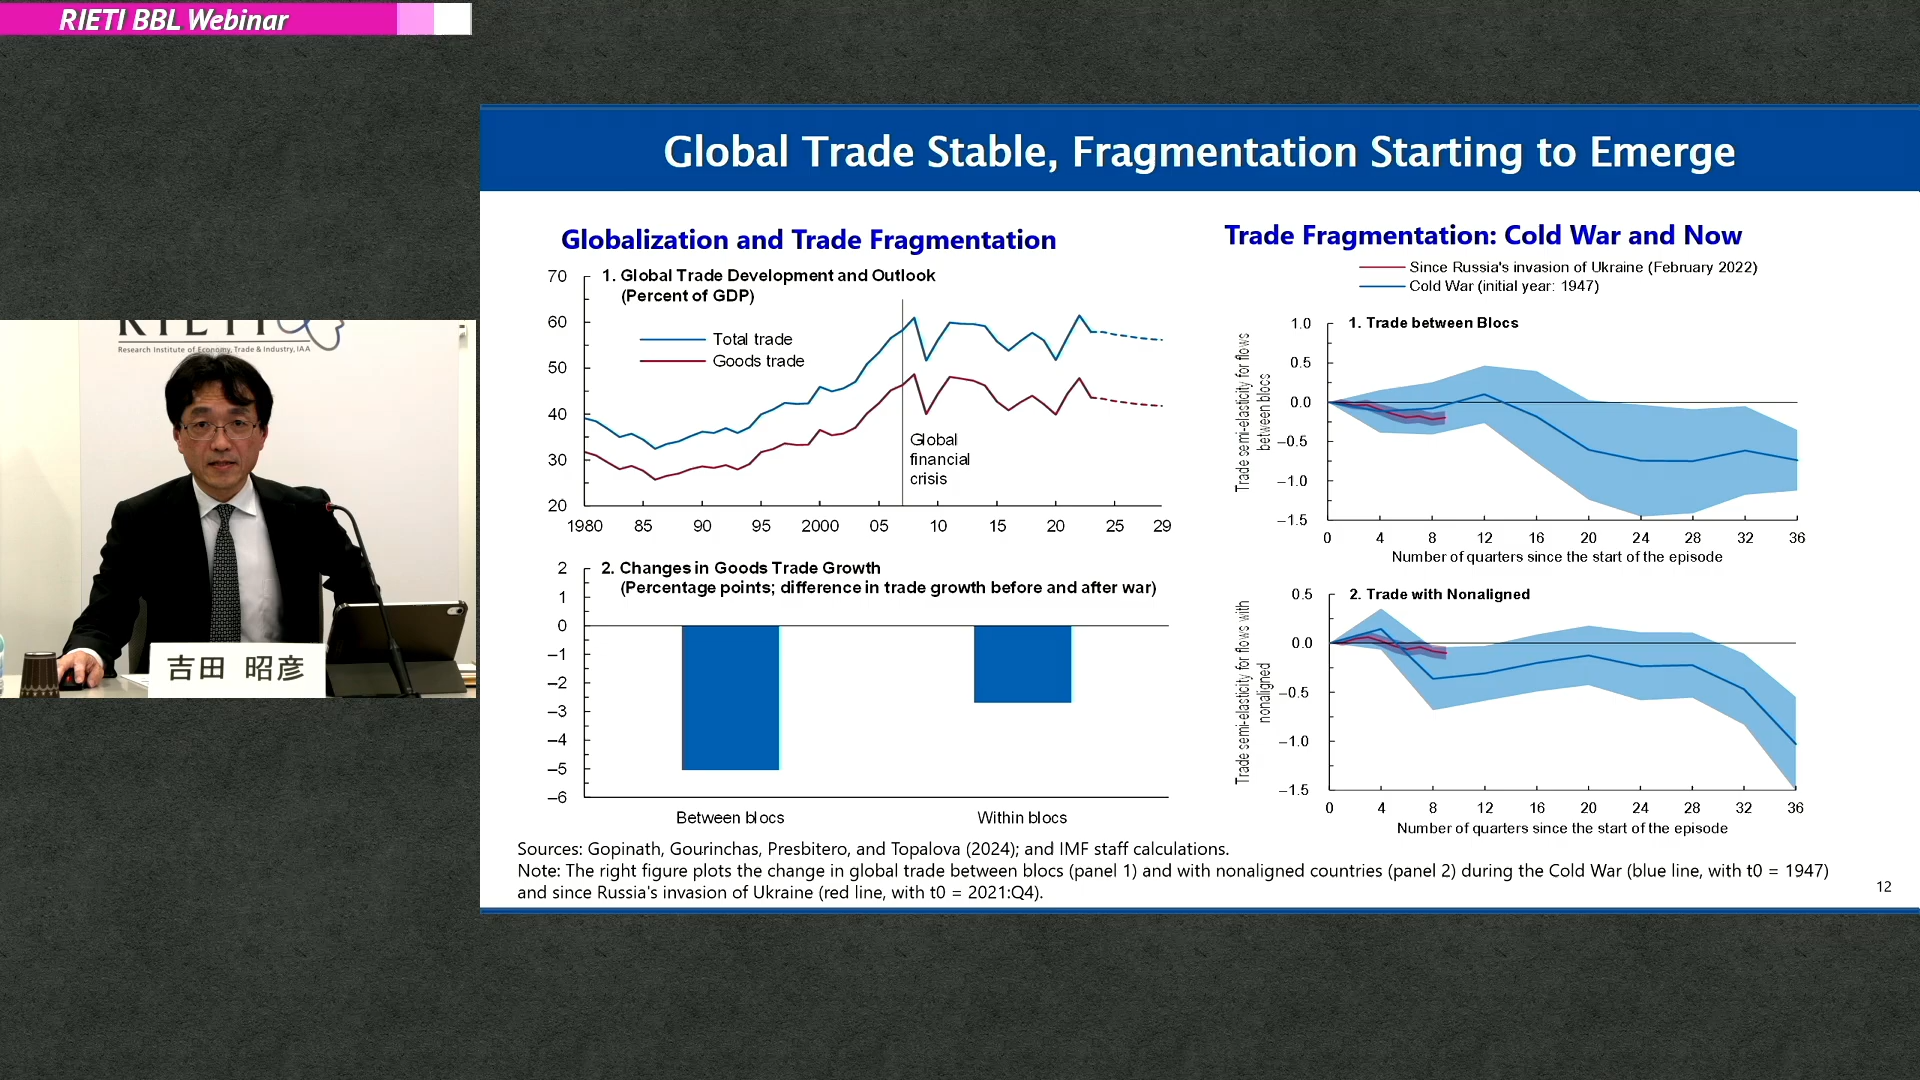 RIETI BBL Webinar
RIETI
Research Institute of Economy, Trade & Industry, IAA
吉田 昭彦
Global Trade Stable, Fragmentation Starting to Emerge
Globalization and Trade Fragmentation
1. Global Trade Development and Outlook
(Percent of GDP)
70
60
50
40
30
20
Total trade
Goods trade
Global
financial
crisis
1980 85 90 95 2000 05 10 15 20 25 29
2. Changes in Goods Trade Growth
(Percentage points; difference in trade growth before and after war)
2
1
0
–1
–2
–3
–4
–5
–6
Between blocs Within blocs
Trade Fragmentation: Cold War and Now
Since Russia's invasion of Ukraine (February 2022)
Cold War (initial year: 1947)
1. Trade between Blocs
Trade semi-elasticity for flows
between blocs
1.0
0.5
0.0
–0.5
–1.0
–1.5
0 4 8 12 16 20 24 28 32 36
Number of quarters since the start of the episode
2. Trade with Nonaligned
Trade semi-elasticity for flows with
nonaligned
0.5
0.0
–0.5
–1.0
–1.5
0 4 8 12 16 20 24 28 32 36
Number of quarters since the start of the episode
Sources: Gopinath, Gourinchas, Presbitero, and Topalova (2024); and IMF staff calculations.
Note: The right figure plots the change in global trade between blocs (panel 1) and with nonaligned countries (panel 2) during the Cold War (blue line, with t0 = 1947)
and since Russia's invasion of Ukraine (red line, with t0 = 2021:Q4).
12